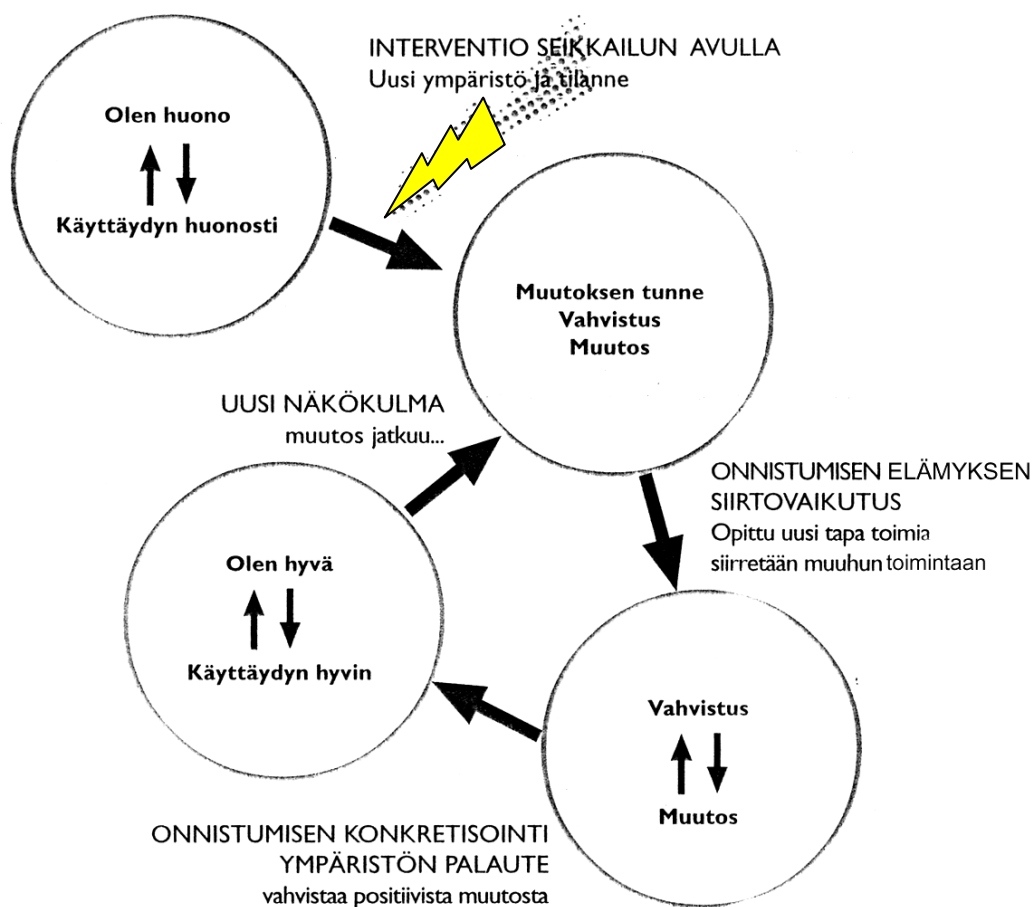 INTERVENTIO SEIKKAILUN AVULLA
Uusi ympäristö ja tilanne
Olen huono
Käyttäydyn huonosti
Muutoksen tunne
Vahvistus
Muutos
UUSI NÄKÖKULMA
muutos jatkuu...
ONNISTUMISEN ELÄMYKSEN
SIIRTOVAIKUTUS
Opittu uusi tapa toimia
siirretään muuhun toimintaan
Olen hyvä
Käyttäydyn hyvin
Vahvistus
Muutos
ONNISTUMISEN KONKRETISOINTI
YMPÄRISTÖN PALAUTE
vahvistaa positiivista muutosta